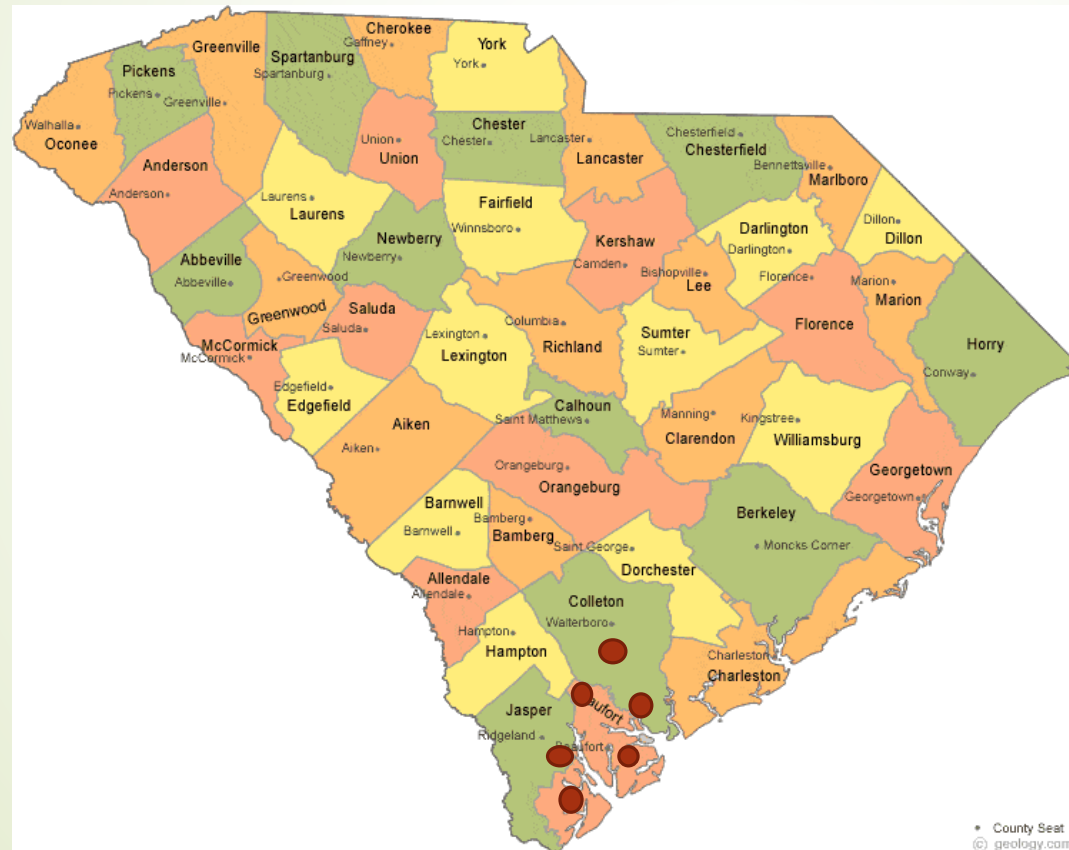 Cherokee
Gaffney
Greenville
Spartanburg
Spartanburg
York
York
Pickens
Pickens
Greenville
Walhalla
Oconee
Anderson
Anderson
Union
Union
Chester
Chester
Lancaster
Lancaster
Chesterfield
Chesterfield
Bennettsville
Marlboro
Laurens
Laurens
Fairfield
Winnsboro
Kershaw
Camden
Darlington
Darlington
Dillon
Dillon
Abbeville
Abbeville
Greenwood
Greenwood
Newberry
Newberry
Saluda
Saluda
Bishopville
Lee
Florence
Florence
Marion
Marion
McCormick
McCormick
Lexington
Lexington
Columbia
Richland
Sumter
Sumter
Horry
Conway
Edgefield
Edgefield
Aiken
Aiken
Calhoun
Saint Matthews
Manning
Clarendon
Kingstree
Williamsburg
Orangeburg
Orangeburg
Georgetown
Georgetown
Barnwell
Barnwell
Bamberg
Bamberg
Saint George
Dorchester
Berkeley
Moncks Corner
Allendale
Allendale
Colleton
Walterboro
Hampton
Hampton
Charleston
Charleston
Jasper
Ridgeland
aufort
Beaufort
County Seat
(c) geology.com